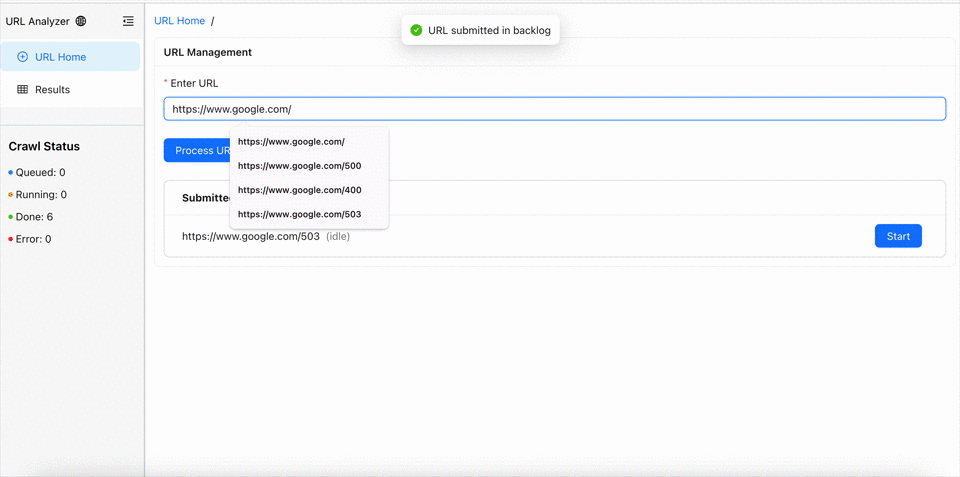 URL Analyzer
URL Home /
URL submitted in backlog
URL Home
Results
Crawl Status
Queued: 0
Running: 0
Done: 6
Error: 0
URL Management
* Enter URL
https://www.google.com/
Process UR
https://www.google.com/
https://www.google.com/500
https://www.google.com/400
https://www.google.com/503
Submitte
https://www.google.com/503 (idle)
Start